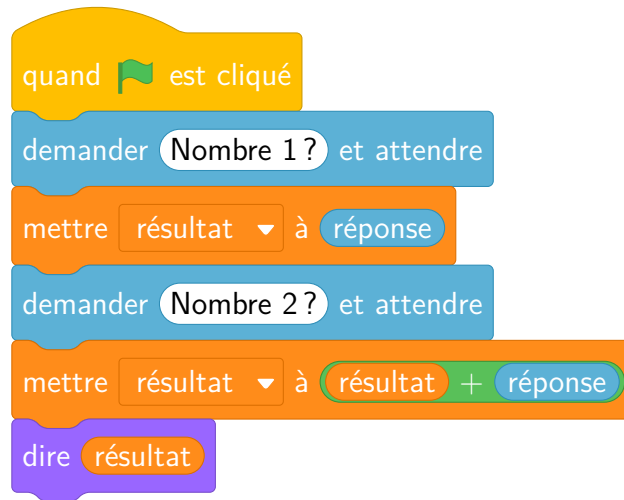 quand est cliqué
demander Nombre 1 ? et attendre
mettre résultat à réponse
demander Nombre 2 ? et attendre
mettre résultat à résultat + réponse
dire résultat